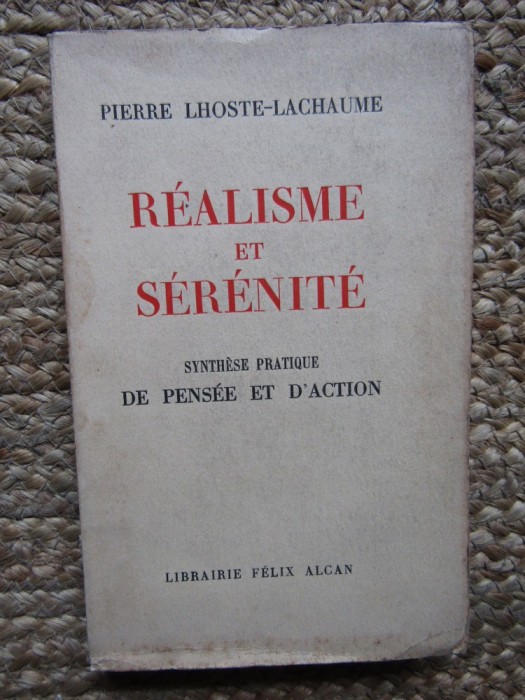 PIERRE LHOSTE-LACHAUME
RÉALISME
ET
SÉRÉNITÉ
SYNTHÈSE PRATIQUE
DE PENSÉE ET D'ACTION
LIBRAIRIE FÉLIX ALCAN